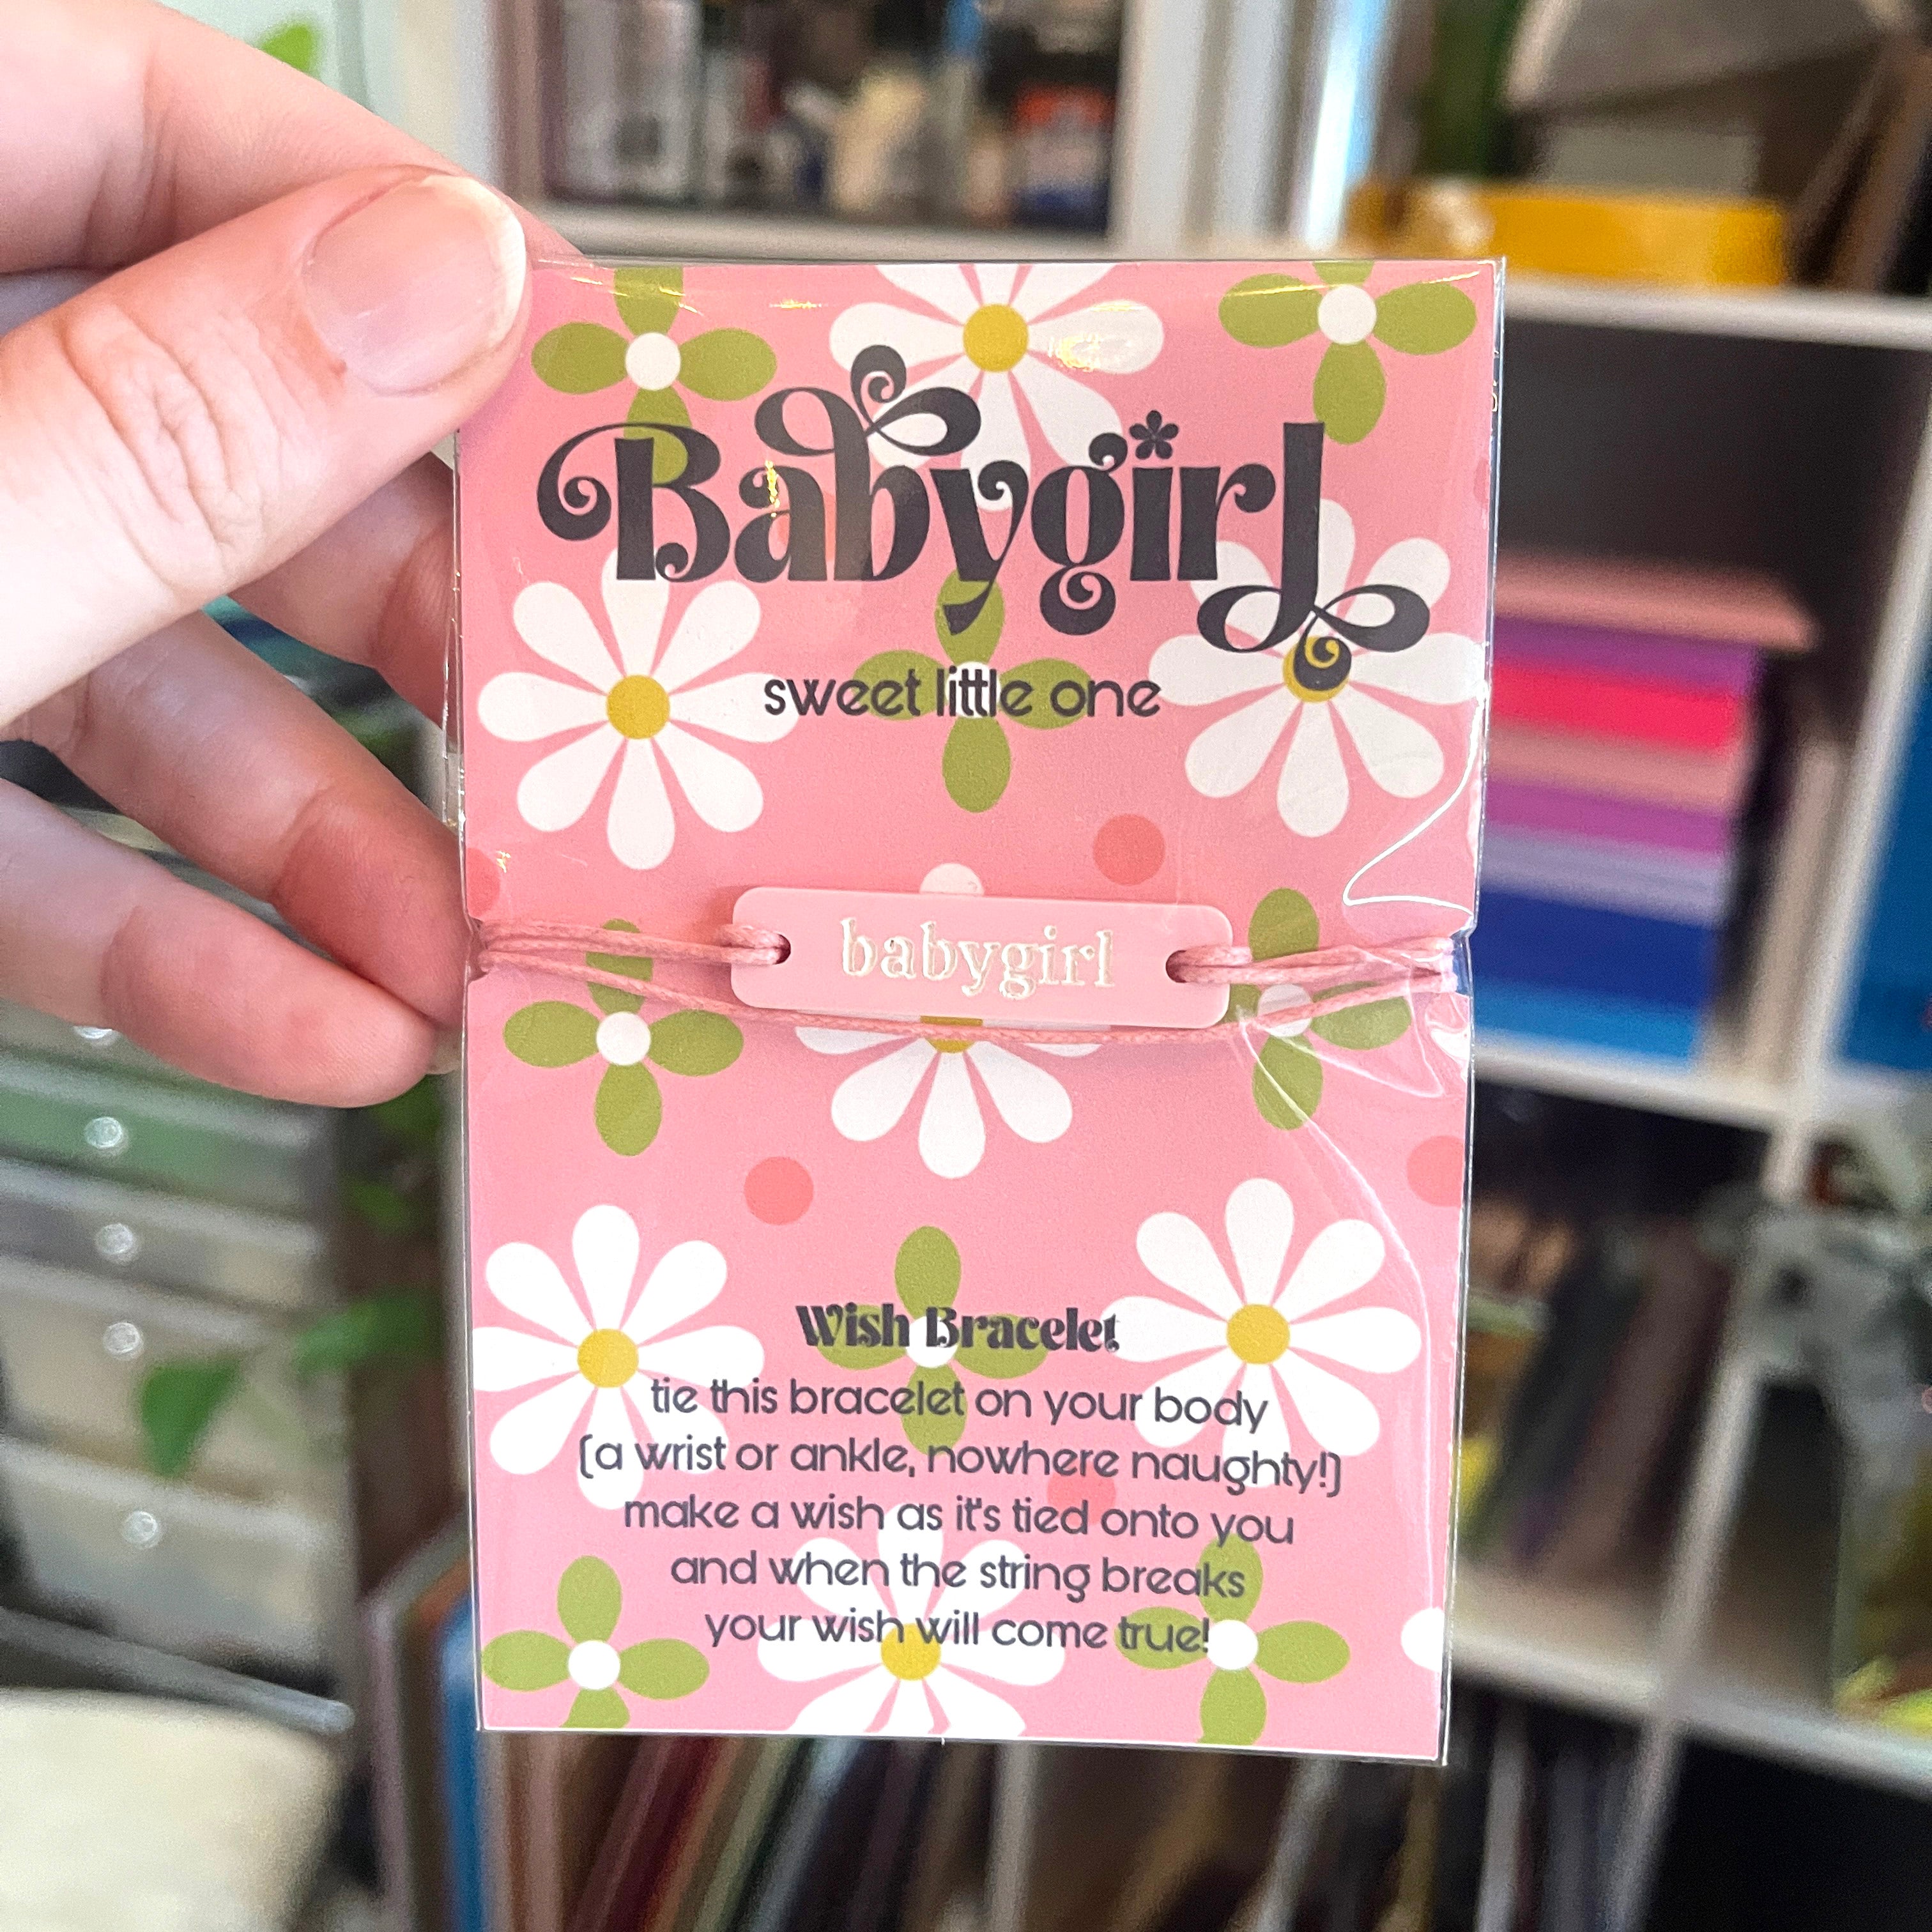 Babygirl
sweet little one
babygirl
Wish Bracelet
tie this bracelet on your body
(a wrist or ankle, nowhere naughty!)
make a wish as it's tied onto you
and when the string breaks
your wish will come true!